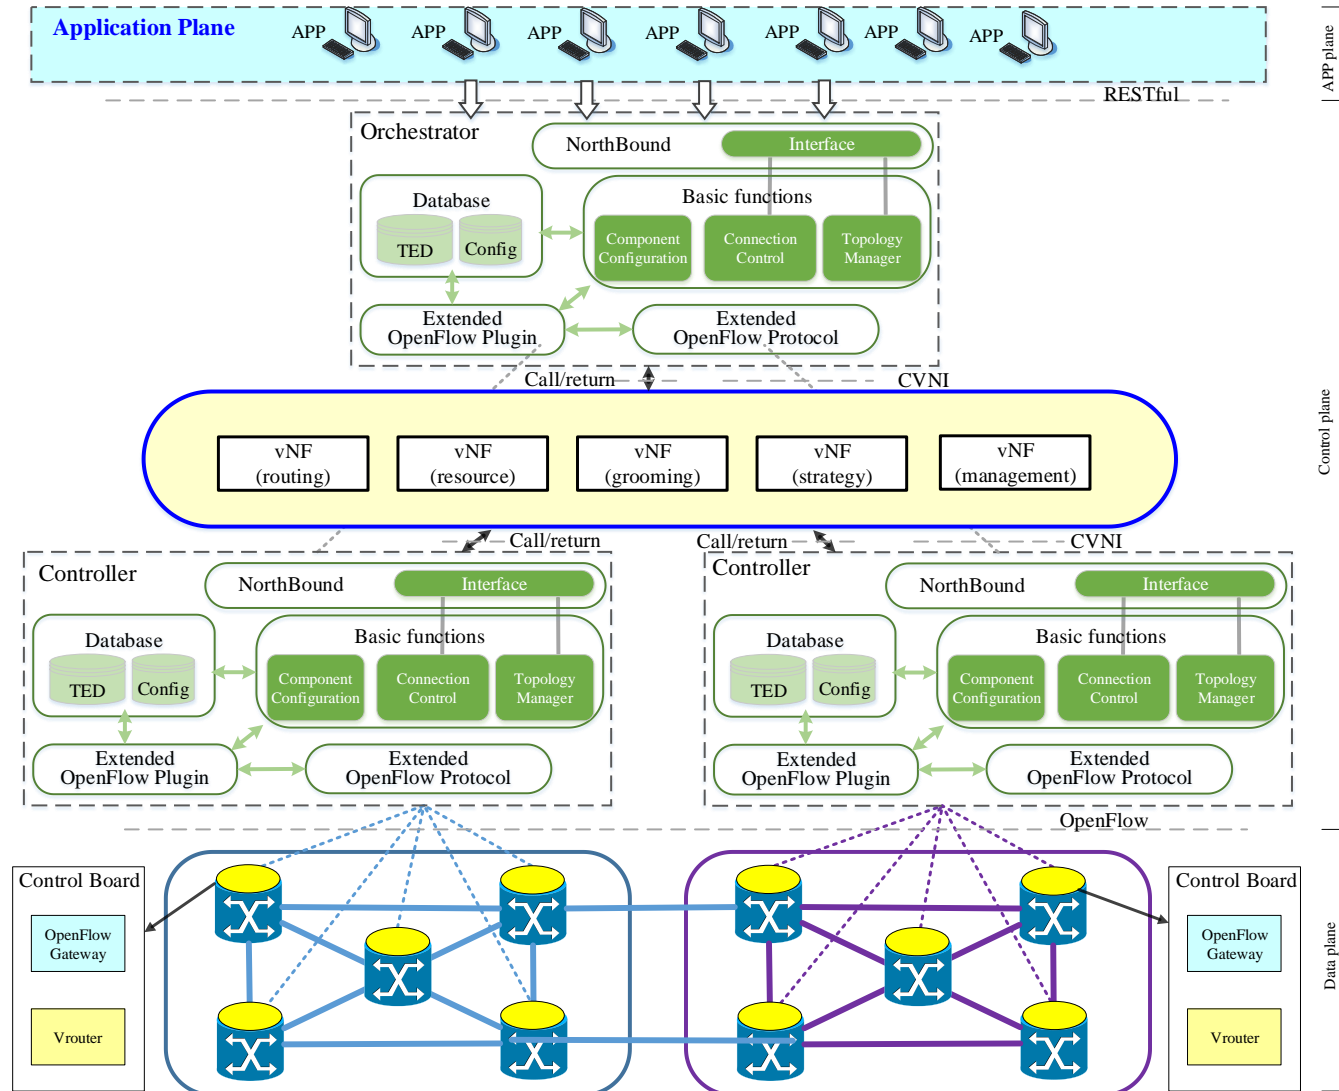 Application Plane
APP
APP
APP
APP
APP
APP
APP
APP plane
RESTful
Orchestrator
NorthBound
Interface
Database
TED
Config
Basic functions
Component
Configuration
Connection
Control
Topology
Manager
Extended
OpenFlow Plugin
Extended
OpenFlow Protocol
Call/return
CVNI
Control plane
vNF
(routing)
vNF
(resource)
vNF
(grooming)
vNF
(strategy)
vNF
(management)
Call/return
Call/return
CVNI
Controller
NorthBound
Interface
Database
TED
Config
Basic functions
Component
Configuration
Connection
Control
Topology
Manager
Extended
OpenFlow Plugin
Extended
OpenFlow Protocol
Controller
NorthBound
Interface
Database
TED
Config
Basic functions
Component
Configuration
Connection
Control
Topology
Manager
Extended
OpenFlow Plugin
Extended
OpenFlow Protocol
OpenFlow
Control Board
OpenFlow
Gateway
Vrouter
Control Board
OpenFlow
Gateway
Vrouter
Data plane